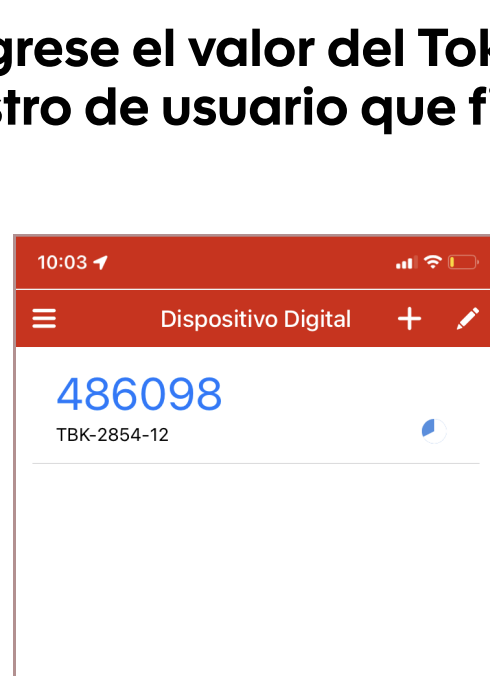 grese el valor del Tok
stro de usuario que f
10:03
Dispositivo Digital
486098
TBK-2854-12